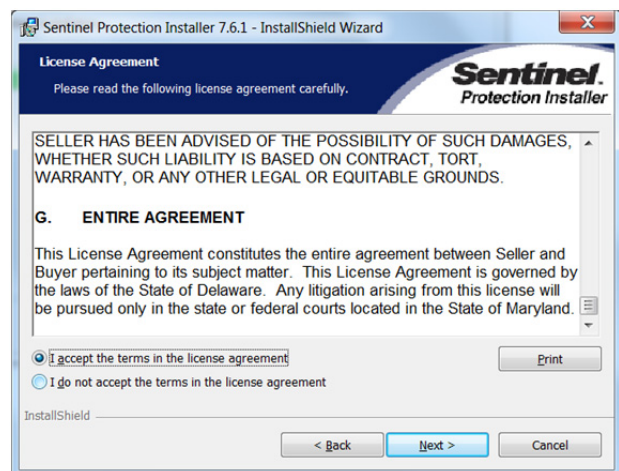 Sentinel Protection Installer 7.6.1 - InstallShield Wizard
License Agreement
Please read the following license agreement carefully.
Sentinel.
Protection Installer
SELLER HAS BEEN ADVISED OF THE POSSIBILITY OF SUCH DAMAGES,
WHETHER SUCH LIABILITY IS BASED ON CONTRACT, TORT,
WARRANTY, OR ANY OTHER LEGAL OR EQUITABLE GROUNDS.
G. ENTIRE AGREEMENT
This License Agreement constitutes the entire agreement between Seller and
Buyer pertaining to its subject matter. This License Agreement is governed by
the laws of the State of Delaware. Any litigation arising from this license will
be pursued only in the state or federal courts located in the State of Maryland.
I accept the terms in the license agreement
Print
I do not accept the terms in the license agreement
InstallShield
< Back
Next >
Cancel